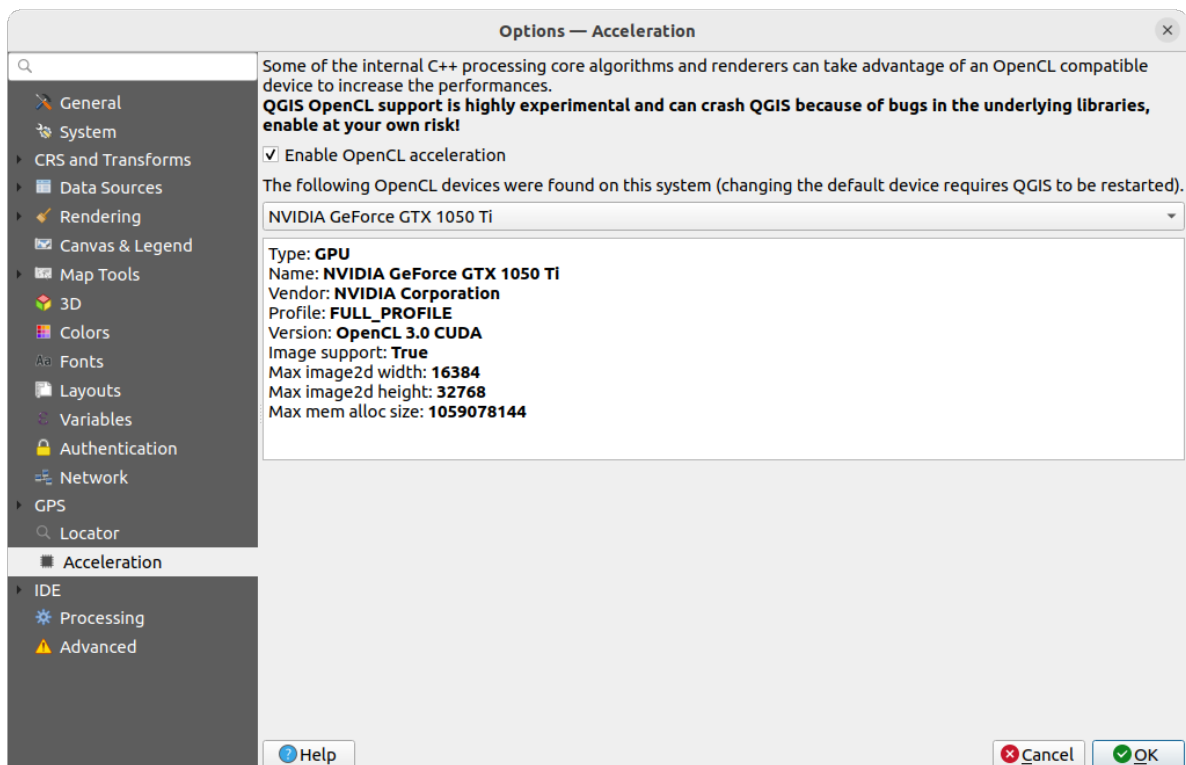 Options — Acceleration
General
System
CRS and Transforms
Data Sources
Rendering
Canvas & Legend
Map Tools
3D
Colors
Aa Fonts
Layouts
ε Variables
Authentication
Network
GPS
Locator
Acceleration
IDE
Processing
Advanced
Some of the internal C++ processing core algorithms and renderers can take advantage of an OpenCL compatible
device to increase the performances.
QGIS OpenCL support is highly experimental and can crash QGIS because of bugs in the underlying libraries,
enable at your own risk!
Enable OpenCL acceleration
The following OpenCL devices were found on this system (changing the default device requires QGIS to be restarted).
NVIDIA GeForce GTX 1050 Ti
Type: GPU
Name: NVIDIA GeForce GTX 1050 Ti
Vendor: NVIDIA Corporation
Profile: FULL_PROFILE
Version: OpenCL 3.0 CUDA
Image support: True
Max image2d width: 16384
Max image2d height: 32768
Max mem alloc size: 1059078144
Help
Cancel
OK